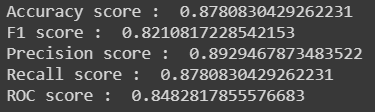 Accuracy score :  0.8780830429262231
F1 score :  0.8210817228542153
Precision score :  0.8929467873483522
Recall score :  0.8780830429262231
ROC score :  0.8482817855576683